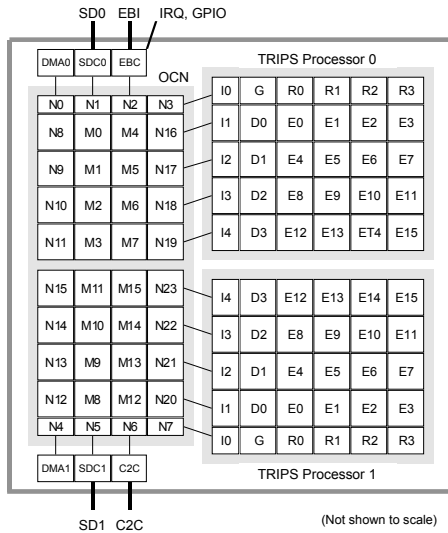 SD0 EBI IRQ, GPIO
DMA0 SDC0 EBC
OCN
TRIPS Processor 0
N0 N1 N2 N3
N8 M0 M4 N16
N9 M1 M5 N17
N10 M2 M6 N18
N11 M3 M7 N19
I0 G R0 R1 R2 R3
I1 D0 E0 E1 E2 E3
I2 D1 E4 E5 E6 E7
I3 D2 E8 E9 E10 E11
I4 D3 E12 E13 ET4 E15
N15 M11 M15 N23
N14 M10 M14 N22
N13 M9 M13 N21
N12 M8 M12 N20
N4 N5 N6 N7
I4 D3 E12 E13 E14 E15
I3 D2 E8 E9 E10 E11
I2 D1 E4 E5 E6 E7
I1 D0 E0 E1 E2 E3
I0 G R0 R1 R2 R3
DMA1 SDC1 C2C
TRIPS Processor 1
SD1 C2C
(Not shown to scale)